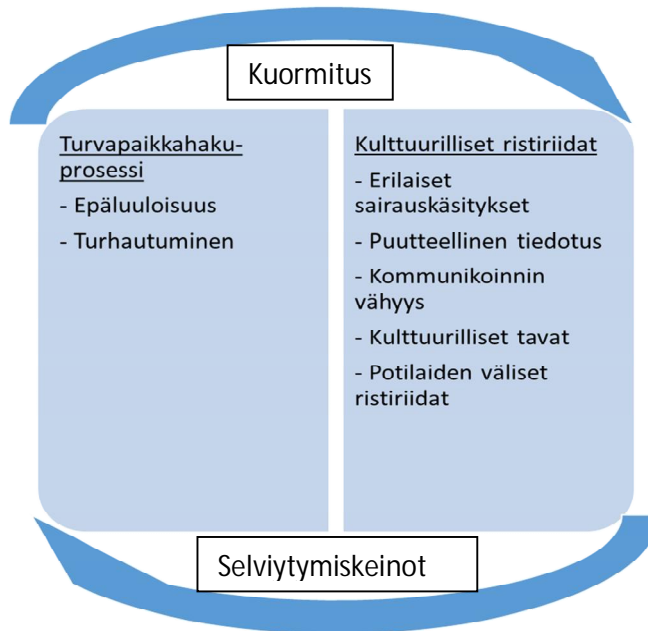 Kuormitus
Turvapaikkahaku-
prosessi
- Epäluuloisuus
- Turhautuminen
Kulttuurilliset ristiriidat
- Erilaiset
sairauskäsitykset
- Puutteellinen tiedotus
- Kommunikoinnin
vähyys
- Kulttuurilliset tavat
- Potilaiden väliset
ristiriidat
Selviytymiskeinot